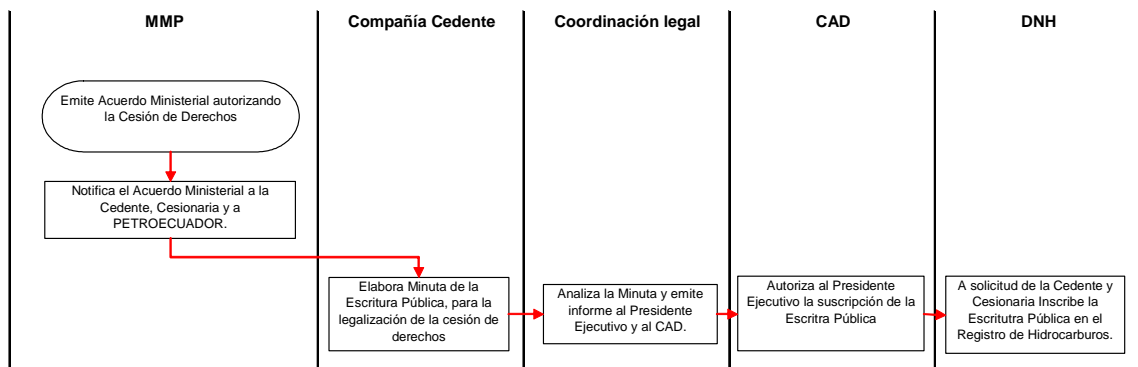 MMP
Compañía Cedente
Coordinación legal
CAD
DNH
Emite Acuerdo Ministerial autorizando
la Cesión de Derechos
Notifica el Acuerdo Ministerial a la
Cedente, Cesionaria y a
PETROECUADOR.
Elabora Minuta de la
Escritura Pública, para la
legalización de la cesión de
derechos
Analiza la Minuta y emite
informe al Presidente
Ejecutivo y al CAD.
Autoriza al Presidente
Ejecutivo la suscripción de la
Escritra Pública
A solicitud de la Cedente y
Cesionaria Inscribe la
Escritutra Pública en el
Registro de Hidrocarburos.